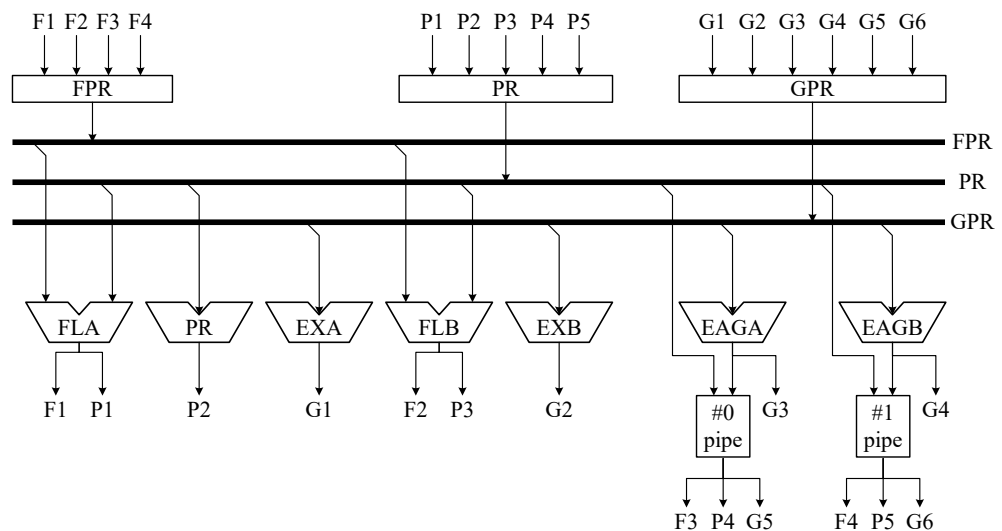 F1 F2 F3 F4 P1 P2 P3 P4 P5 G1 G2 G3 G4 G5 G6
FPR PR GPR
FPR
PR
GPR
FLA PR EXA FLB EXB EAGA EAGB
F1 P1 P2 G1 F2 P3 G2 G3 G4
#0 #1
pipe pipe
F3 P4 G5 F4 P5 G6